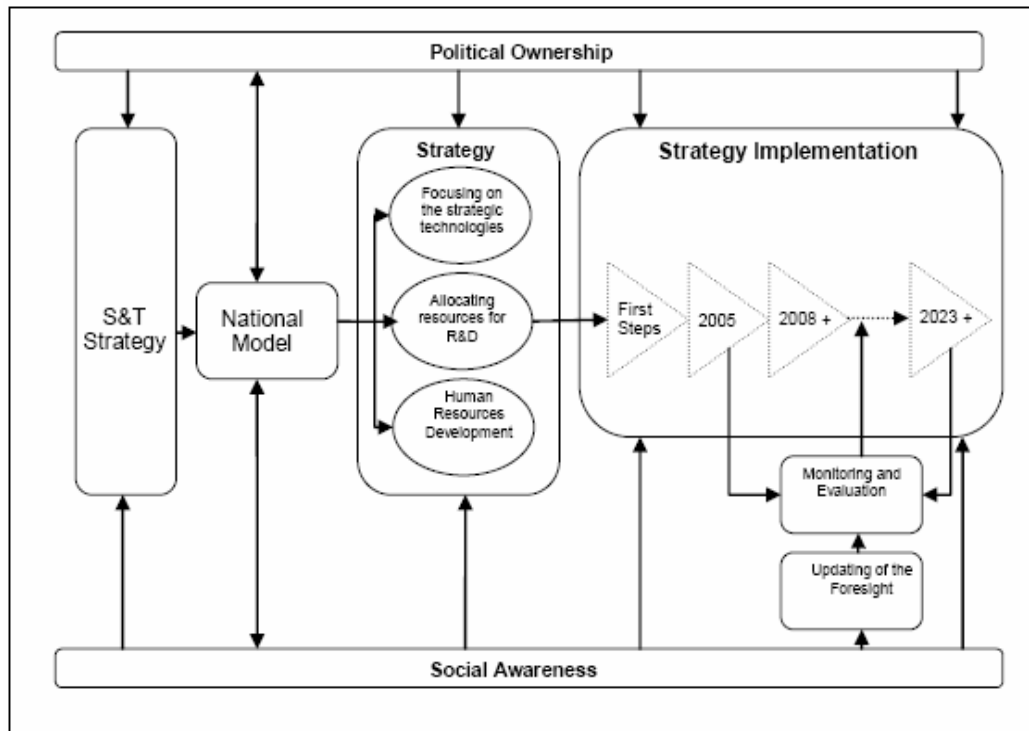 Political Ownership
S&T
Strategy
National
Model
Strategy
Focusing on
the strategic
technologies
Allocating
resources for
R&D
Human
Resources
Development
Strategy Implementation
First
Steps
2005
2008 +
2023 +
Monitoring and
Evaluation
Updating of the
Foresight
Social Awareness